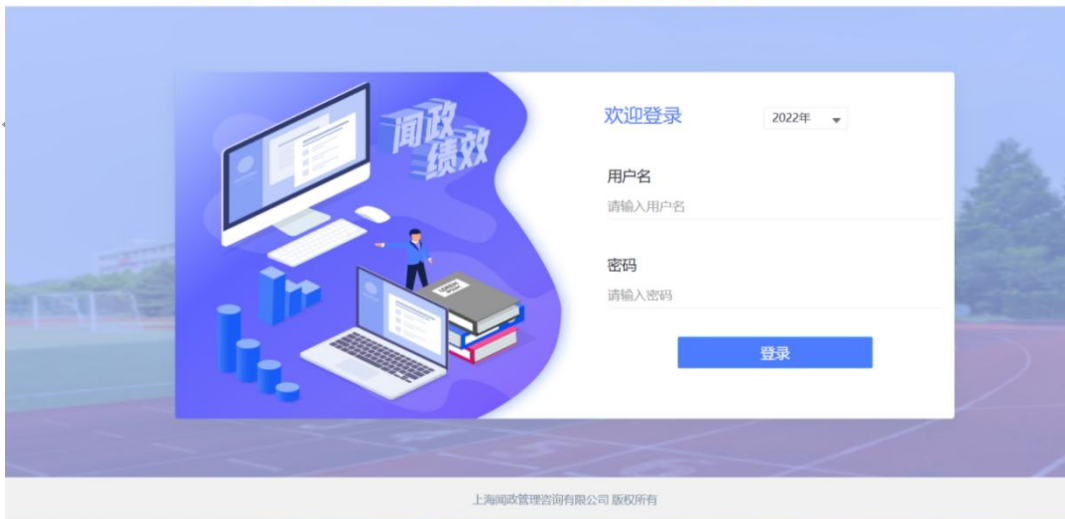 闻政
绩效
欢迎登录
2022年
用户名
请输入用户名
密码
请输入密码
登录
LOREM
IPSUM
上海闻政管理咨询有限公司 版权所有